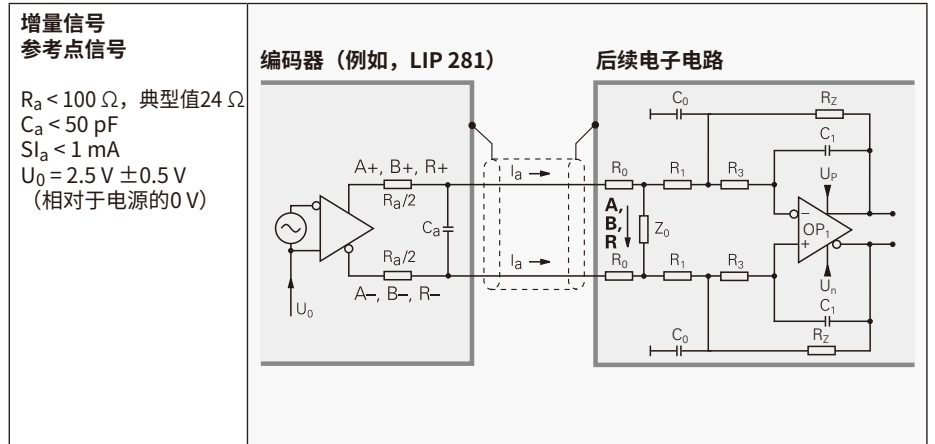 增量信号
参考点信号
Ra < 100 Ω，典型值24 Ω
Ca < 50 pF
SIa < 1 mA
U0 = 2.5 V ±0.5 V
（相对于电源的0 V）
编码器（例如，LIP 281）
后续电子电路
A+, B+, R+
Ra/2
Ca
Ra/2
A–, B–, R–
U0
Ia
Ia
C0
RZ
C1
R0
R1
R3
UP
A,
B,
R
Z0
–
OP1
+
R0
R1
R3
Un
C1
C0
RZ